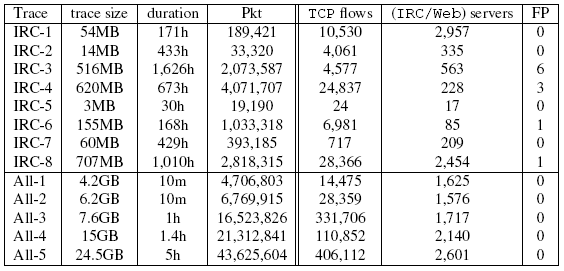 Trace trace size duration Pkt TCP flows (IRC/Web) servers FP
IRC-1 54MB 171h 189,421 10,530 2,957 0
IRC-2 14MB 433h 33,320 4,061 335 0
IRC-3 516MB 1,626h 2,073,587 4,577 563 6
IRC-4 620MB 673h 4,071,707 24,837 228 3
IRC-5 3MB 30h 19,190 24 17 0
IRC-6 155MB 168h 1,033,318 6,981 85 1
IRC-7 60MB 429h 393,185 717 209 0
IRC-8 707MB 1,010h 2,818,315 28,366 2,454 1
All-1 4.2GB 10m 4,706,803 14,475 1,625 0
All-2 6.2GB 10m 6,769,915 28,359 1,576 0
All-3 7.6GB 1h 16,523,826 331,706 1,717 0
All-4 15GB 1.4h 21,312,841 110,852 2,140 0
All-5 24.5GB 5h 43,625,604 406,112 2,601 0